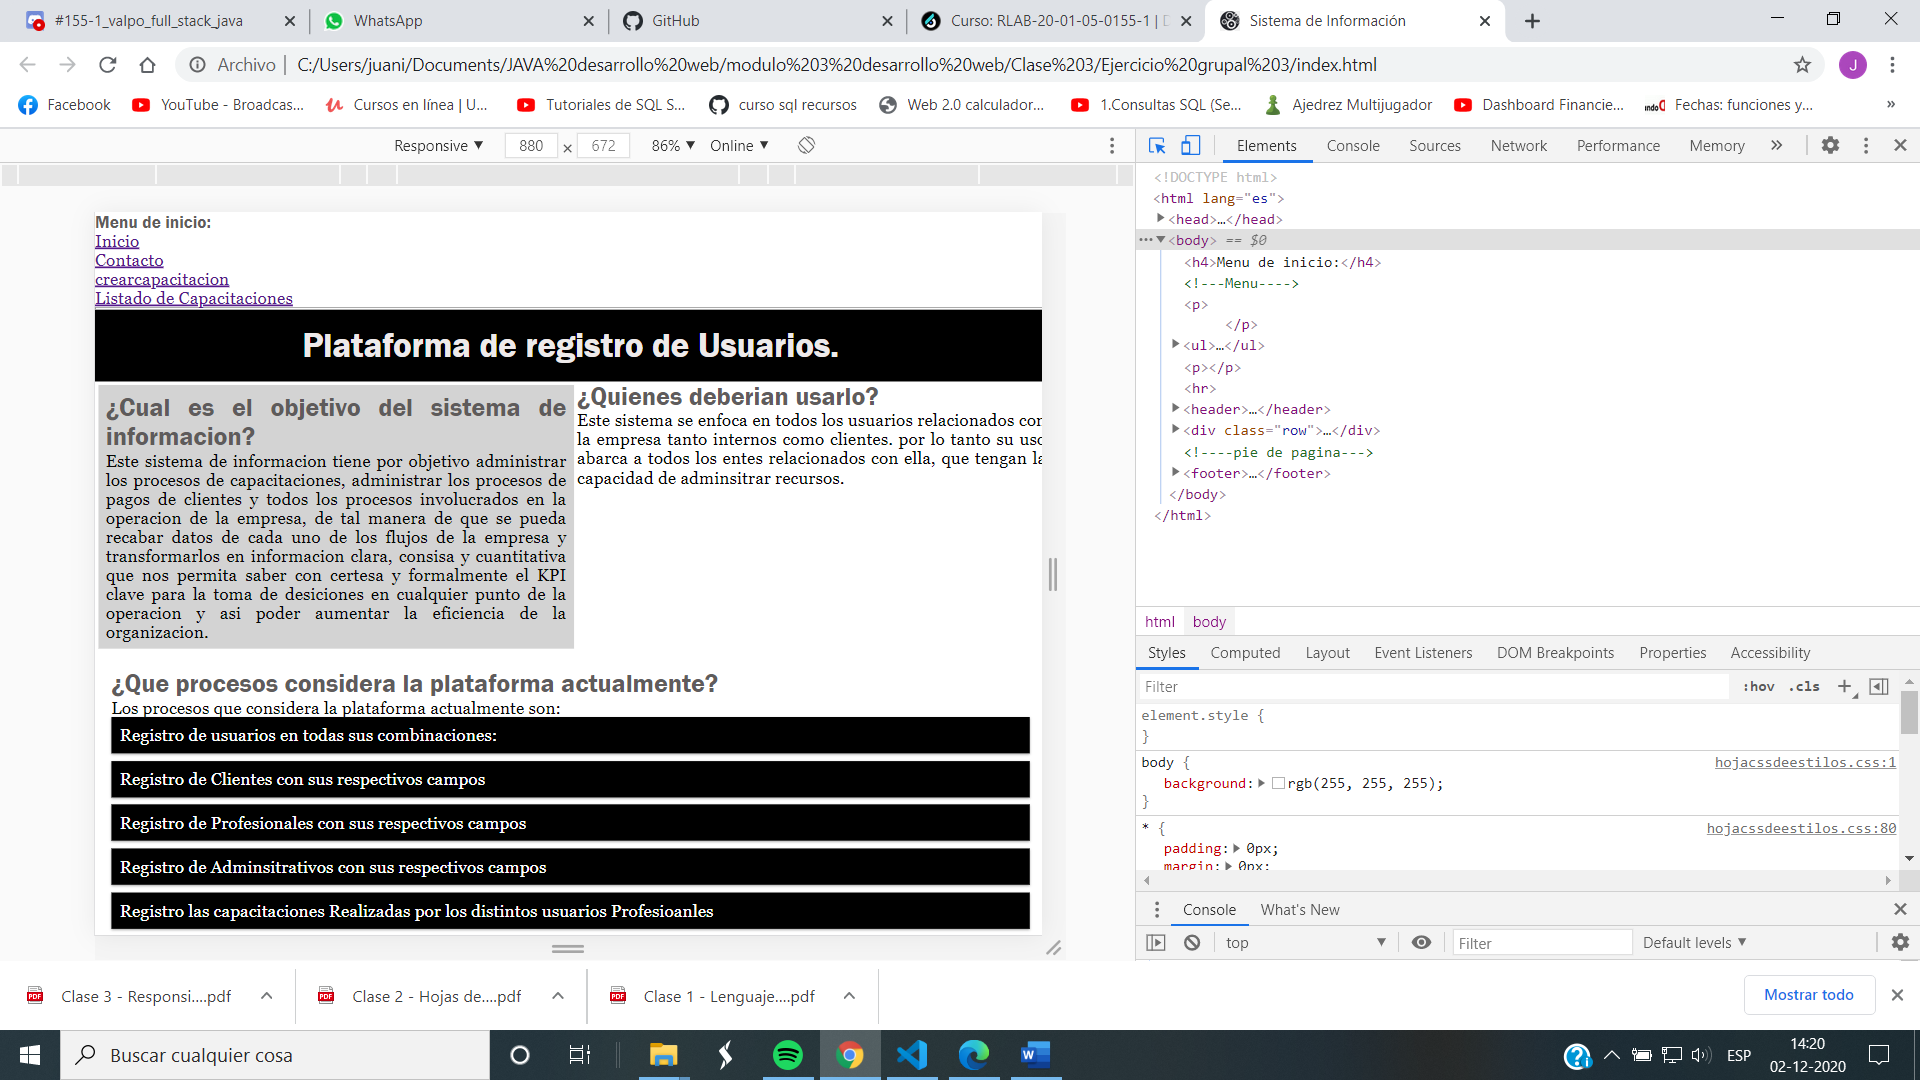 #155-1_valpo_full_stack_java
WhatsApp
GitHub
Curso: RLAB-20-01-05-0155-1 |
Sistema de Información
Archivo
C:/Users/juani/Documents/JAVA%20desarrollo%20web/modulo%203%20desarrollo%20web/Clase%203/Ejercicio%20grupal%203/index.html
J
Facebook
YouTube - Broadcas...
Cursos en línea | U...
Tutoriales de SQL S...
curso sql recursos
Web 2.0 calculador...
1.Consultas SQL (Se...
Ajedrez Multijugador
Dashboard Financie...
Fechas: funciones y...
»
Responsive ▼ 880 × 672 86% ▼ Online ▼
Elements Console Sources Network Performance Memory »
Menu de inicio:
Inicio
Contacto
crearcapacitacion
Listado de Capacitaciones
Plataforma de registro de Usuarios.
¿Cual es el objetivo del sistema de
informacion?
Este sistema de informacion tiene por objetivo administrar
los procesos de capacitaciones, administrar los procesos de
pagos de clientes y todos los procesos involucrados en la
operacion de la empresa, de tal manera de que se pueda
recabar datos de cada uno de los flujos de la empresa y
transformarlos en informacion clara, consisa y cuantitativa
que nos permita saber con certesa y formalmente el KPI
clave para la toma de desiciones en cualquier punto de la
operacion y asi poder aumentar la eficiencia de la
organizacion.
¿Quienes deberian usarlo?
Este sistema se enfoca en todos los usuarios relacionados con
la empresa tanto internos como clientes. por lo tanto su uso
abarca a todos los entes relacionados con ella, que tengan la
capacidad de adminsitrar recursos.
¿Que procesos considera la plataforma actualmente?
Los procesos que considera la plataforma actualmente son:
Registro de usuarios en todas sus combinaciones:
Registro de Clientes con sus respectivos campos
Registro de Profesionales con sus respectivos campos
Registro de Adminsitrativos con sus respectivos campos
Registro las capacitaciones Realizadas por los distintos usuarios Profesioanles
<!DOCTYPE html>
<html lang="es">
<head>…</head>
<body> == $0
<h4>Menu de inicio:</h4>
<!---Menu---->
<p>
</p>
<ul>…</ul>
<p></p>
<hr>
<header>…</header>
<div class="row">…</div>
<!----pie de pagina--->
<footer>…</footer>
</body>
</html>
html body
Styles Computed Layout Event Listeners DOM Breakpoints Properties Accessibility
Filter :hov .cls +
element.style {
}
body { hojacssdeestilos.css:1
background: rgb(255, 255, 255);
}
* { hojacssdeestilos.css:80
padding: 0px;
margin: 0px;
Console What's New
top Filter Default levels ▼
PDF Clase 3 - Responsi....pdf
PDF Clase 2 - Hojas de....pdf
PDF Clase 1 - Lenguaje....pdf
Mostrar todo
Buscar cualquier cosa
ESP
14:20
02-12-2020